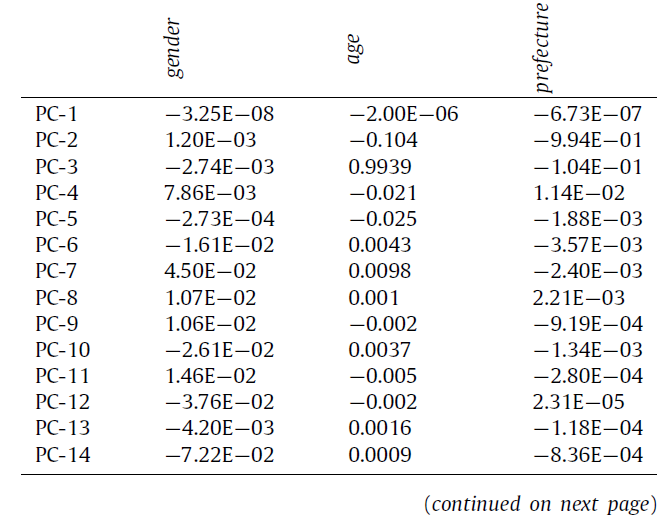 gender age prefecture
PC-1 −3.25E−08 −2.00E−06 −6.73E−07
PC-2 1.20E−03 −0.104 −9.94E−01
PC-3 −2.74E−03 0.9939 −1.04E−01
PC-4 7.86E−03 −0.021 1.14E−02
PC-5 −2.73E−04 −0.025 −1.88E−03
PC-6 −1.61E−02 0.0043 −3.57E−03
PC-7 4.50E−02 0.0098 −2.40E−03
PC-8 1.07E−02 0.001 2.21E−03
PC-9 1.06E−02 −0.002 −9.19E−04
PC-10 −2.61E−02 0.0037 −1.34E−03
PC-11 1.46E−02 −0.005 −2.80E−04
PC-12 −3.76E−02 −0.002 2.31E−05
PC-13 −4.20E−03 0.0016 −1.18E−04
PC-14 −7.22E−02 0.0009 −8.36E−04
(continued on next page)